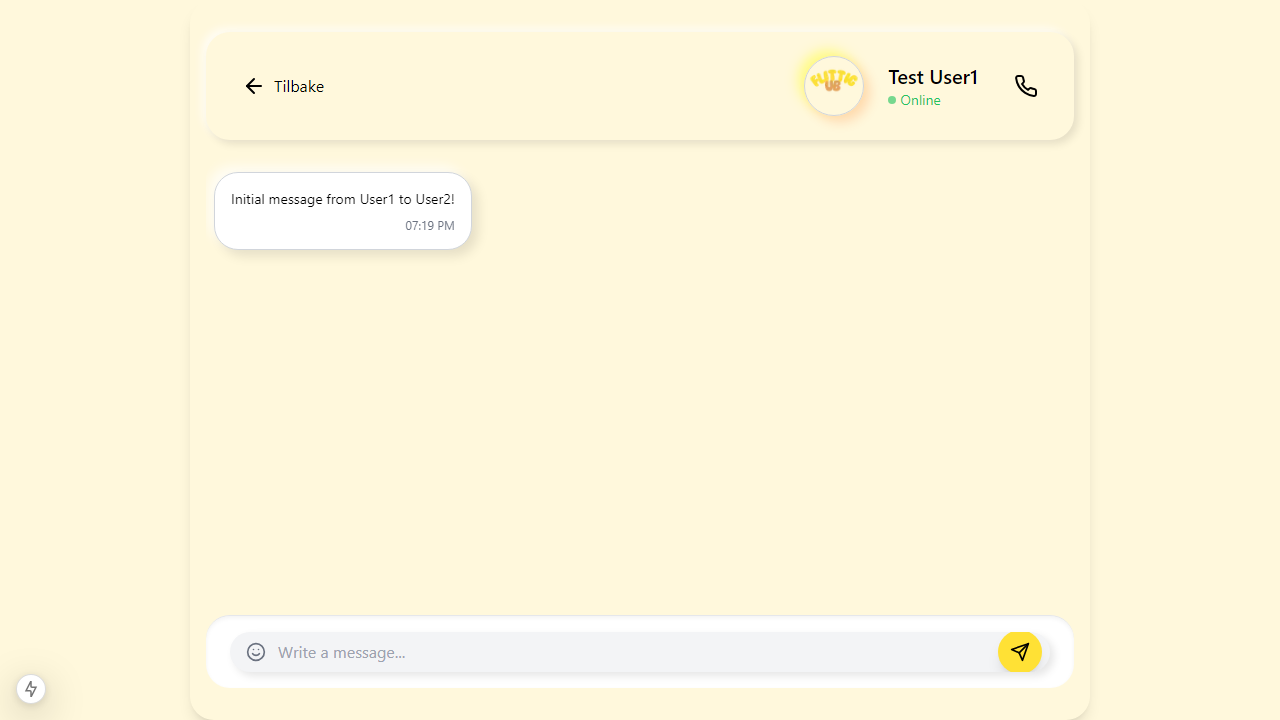 Tilbake
FLITTIG
UB
Test User1
Online
Initial message from User1 to User2!
07:19 PM
Write a message...